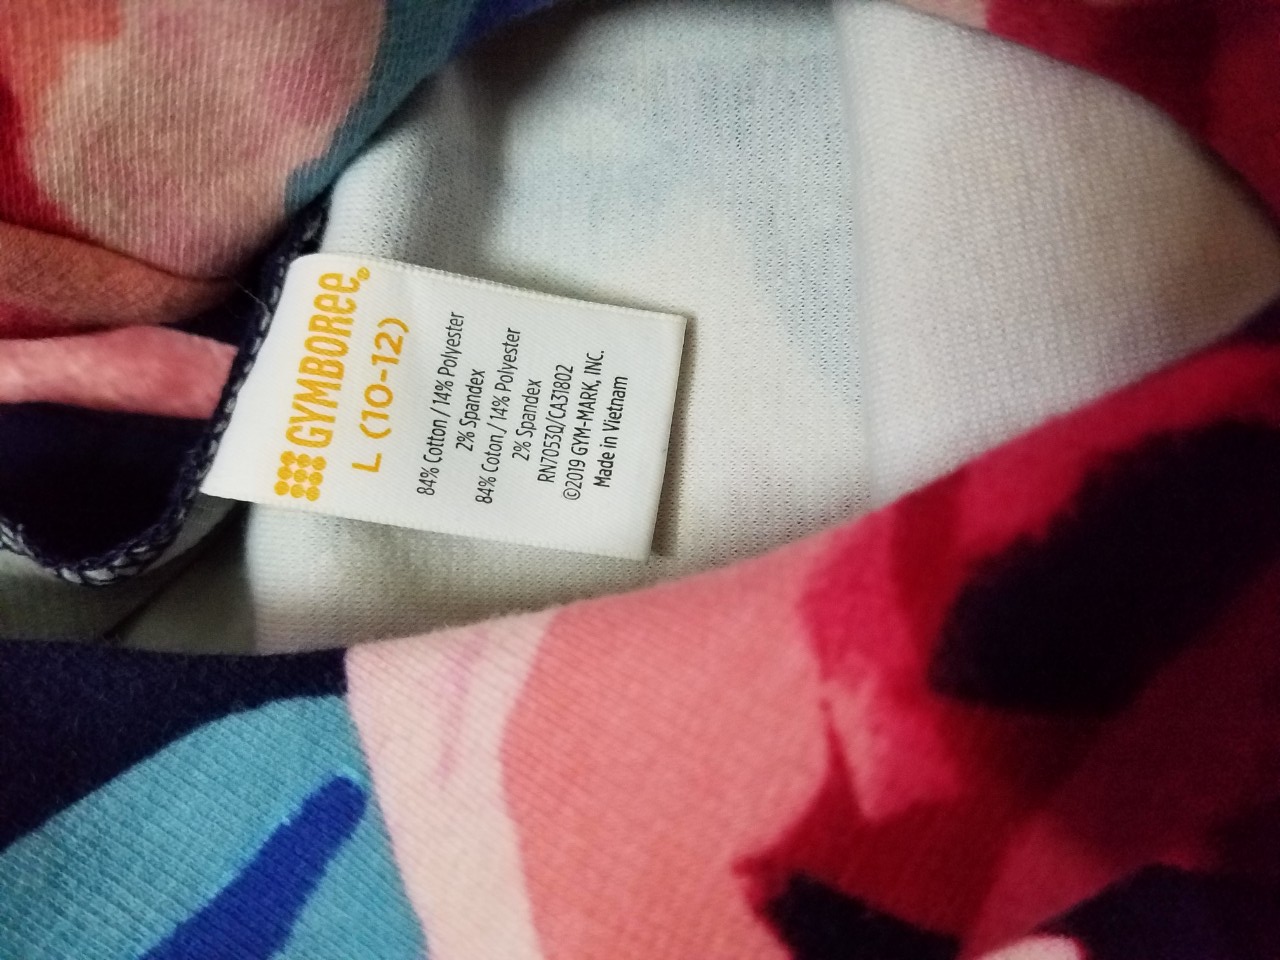 GYMBOREE®
L (10-12)
84% Cotton / 14% Polyester
2% Spandex
84% Coton / 14% Polyester
2% Spandex
RN70530/CA31802
©2019 GYM-MARK, INC.
Made in Vietnam